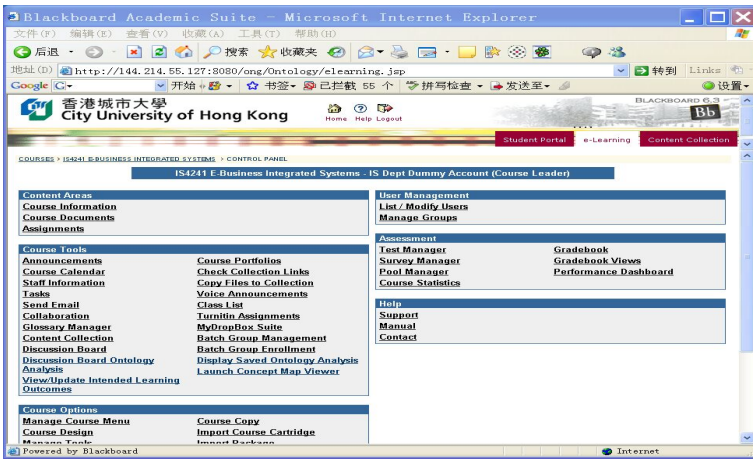 Blackboard Academic Suite - Microsoft Internet Explorer
文件(F) 编辑(E) 查看(V) 收藏(A) 工具(T) 帮助(H)
后退 搜索 收藏夹
地址(D) http://144.214.55.127:8080/ong/Ontology/elearning.jsp 转到 Links
Google G 开始 书签 已拦截 55 个 拼写检查 发送至 设置
香港城市大學
City University of Hong Kong
Home Help Logout
BLACKBOARD 6.3
Bb
Student Portal e-Learning Content Collection
COURSES > IS4241 E-BUSINESS INTEGRATED SYSTEMS > CONTROL PANEL
IS4241 E-Business Integrated Systems - IS Dept Dummy Account (Course Leader)
Content Areas
Course Information
Course Documents
Assignments
Course Tools
Announcements
Course Calendar
Staff Information
Tasks
Send Email
Collaboration
Glossary Manager
Content Collection
Discussion Board
Discussion Board Ontology
Analysis
View/Update Intended Learning
Outcomes
Course Portfolios
Check Collection Links
Copy Files to Collection
Voice Announcements
Class List
Turnitin Assignments
MyDropBox Suite
Batch Group Management
Batch Group Enrollment
Display Saved Ontology Analysis
Launch Concept Map Viewer
Course Options
Manage Course Menu
Course Design
Manage Tools
Course Copy
Import Course Cartridge
Import Package
User Management
List / Modify Users
Manage Groups
Assessment
Test Manager
Survey Manager
Pool Manager
Course Statistics
Gradebook
Gradebook Views
Performance Dashboard
Help
Support
Manual
Contact
Powered by Blackboard
Internet